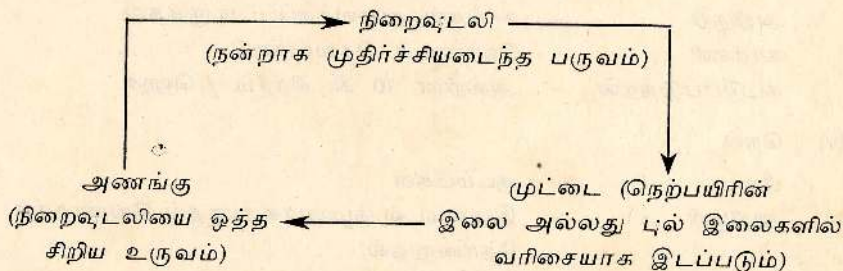 நிறைவுடலி
(நன்றாக முதிர்ச்சியடைந்த பருவம்)
அணங்கு
(நிறைவுடலியை ஒத்த
சிறிய உருவம்)
முட்டை (நெற்பயிரின்
இலை அல்லது புல் இலைகளில்
வரிசையாக இடப்படும்)